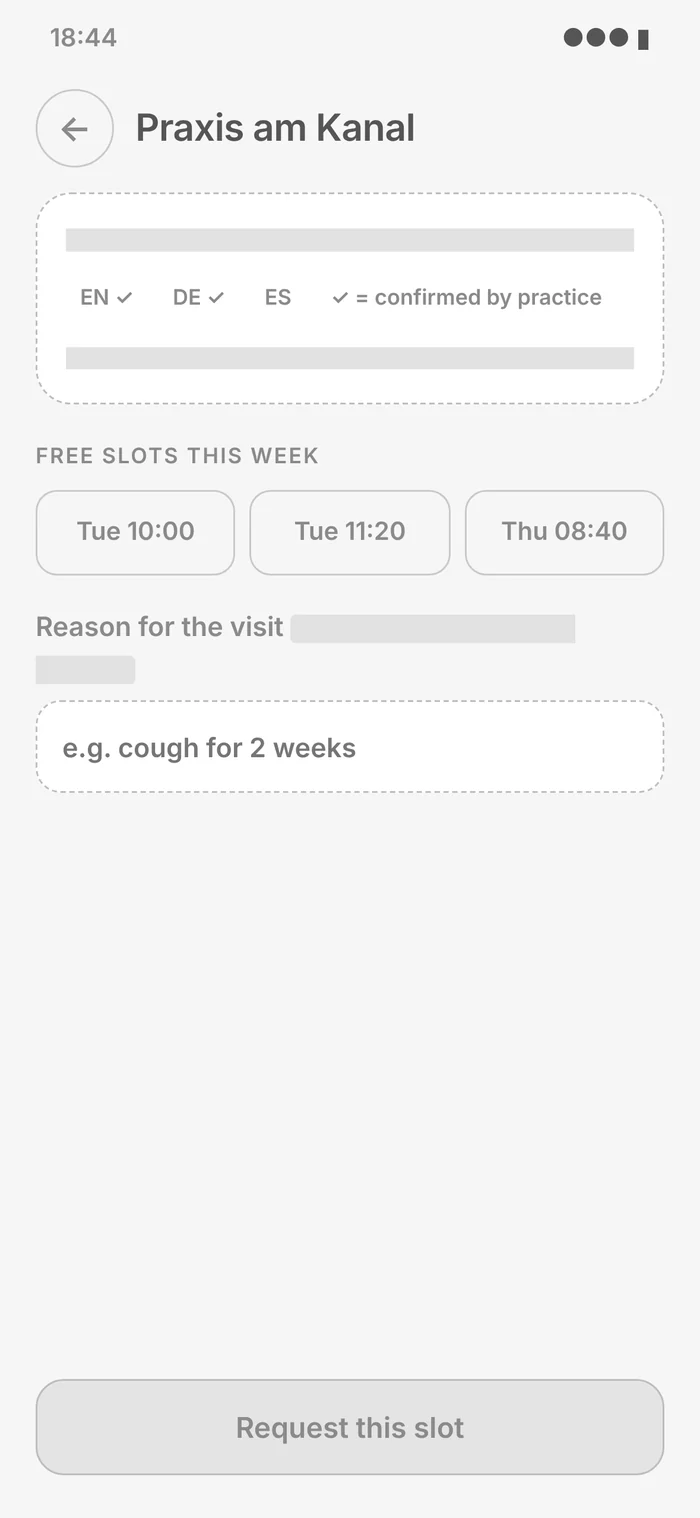 18:44
Praxis am Kanal
EN ✓ DE ✓ ES ✓ = confirmed by practice
FREE SLOTS THIS WEEK
Tue 10:00 Tue 11:20 Thu 08:40
Reason for the visit
e.g. cough for 2 weeks
Request this slot